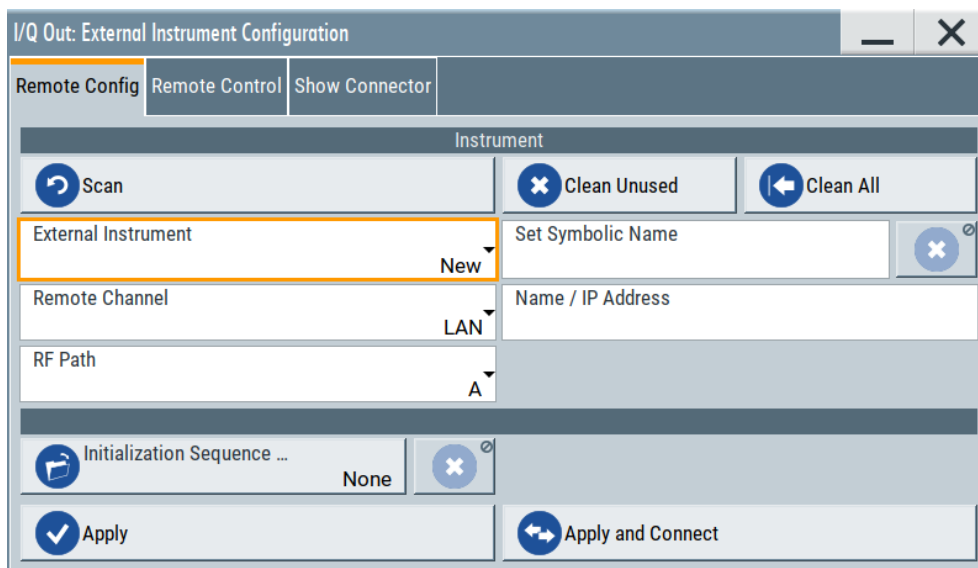 I/Q Out: External Instrument Configuration
Remote Config Remote Control Show Connector
Instrument
Scan Clean Unused Clean All
External Instrument Set Symbolic Name
New
Remote Channel Name / IP Address
LAN
RF Path
A
Initialization Sequence ...
None
Apply Apply and Connect